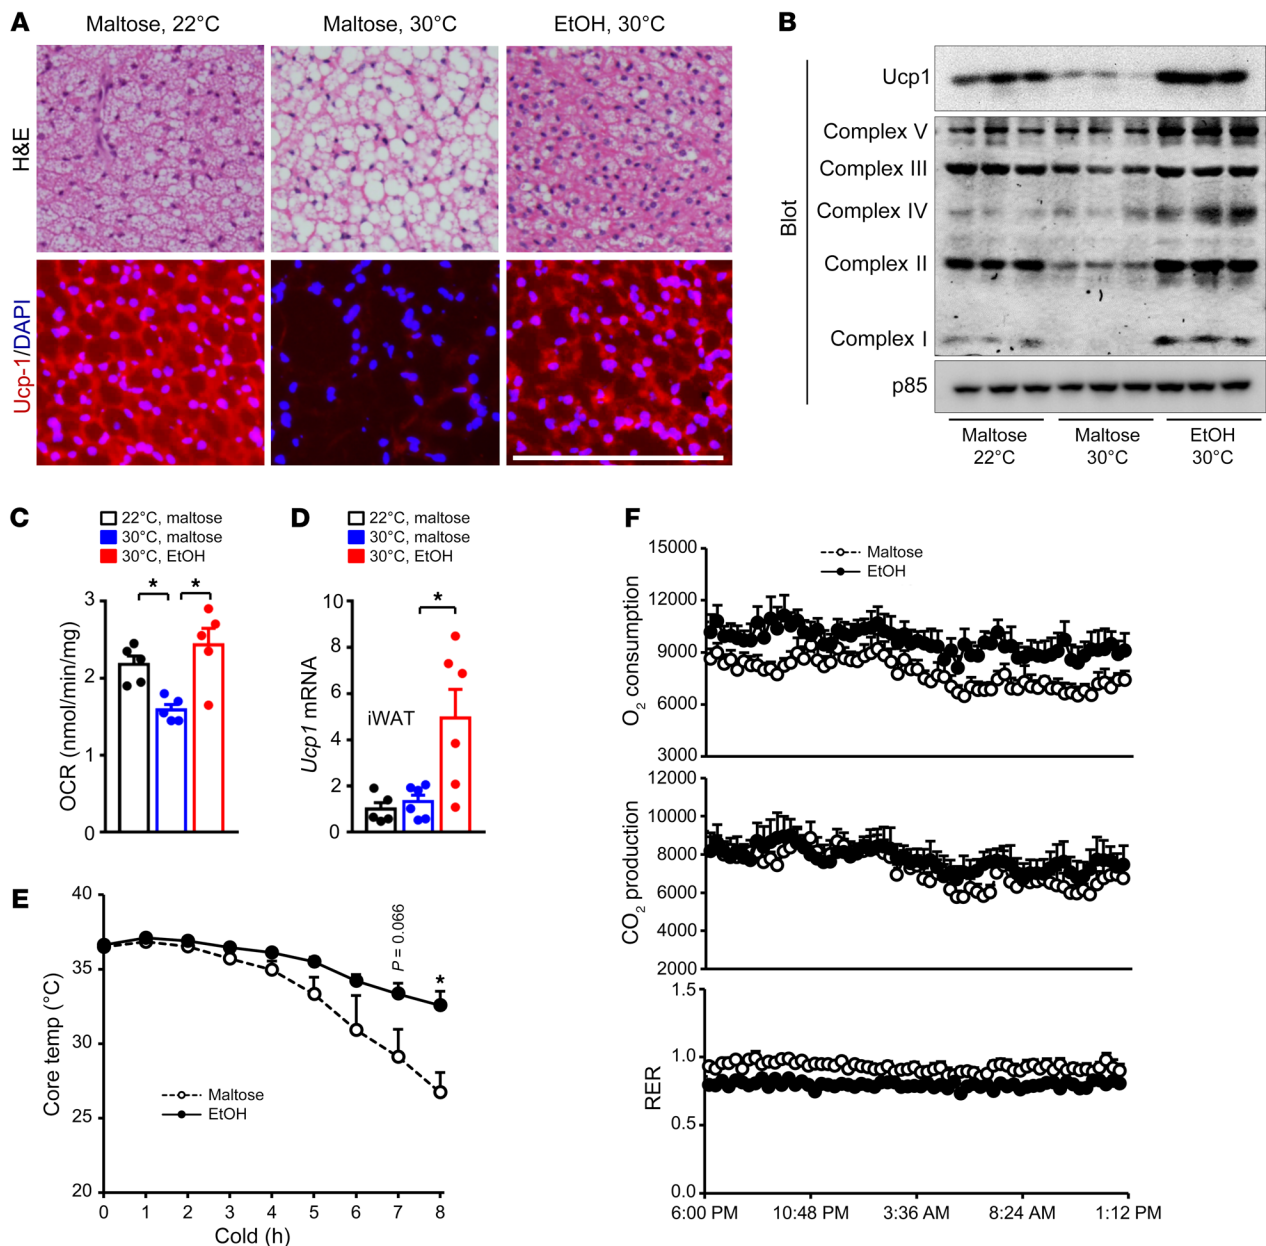 A
Maltose, 22°C
Maltose, 30°C
EtOH, 30°C
H&E
Ucp-1/DAPI
B
Blot
Ucp1
Complex V
Complex III
Complex IV
Complex II
Complex I
p85
Maltose
22°C
Maltose
30°C
EtOH
30°C
C
22°C, maltose
30°C, maltose
30°C, EtOH
OCR (nmol/min/mg)
3
2
1
0
* *
D
22°C, maltose
30°C, maltose
30°C, EtOH
Ucp1 mRNA
10
8
6
4
2
0
*
iWAT
E
Core temp (°C)
40
35
30
25
20
P = 0.066
*
Maltose
EtOH
0 1 2 3 4 5 6 7 8
Cold (h)
F
Maltose
EtOH
O2 consumption
15000
12000
9000
6000
3000
CO2 production
12000
10000
8000
6000
4000
2000
RER
1.5
1.0
0.5
0.0
6:00 PM 10:48 PM 3:36 AM 8:24 AM 1:12 PM